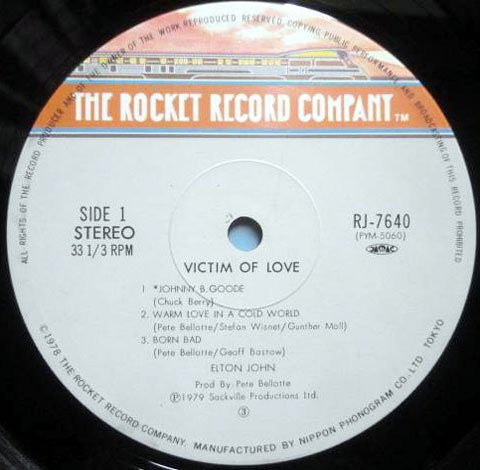 ALL RIGHTS OF THE RECORD PRODUCER AND OF THE OWNER OF THE WORK REPRODUCED RESERVED. COPYING PUBLIC PERFORMANCE AND BROADCASTING OF THIS RECORD PROHIBITED
THE ROCKET RECORD COMPANY TM
SIDE 1
STEREO
33 1/3 RPM
RJ-7640
(PYM-5060)
VICTIM OF LOVE
1 *JOHNNY B. GOODE
(Chuck Berry)
2. WARM LOVE IN A COLD WORLD
(Pete Bellotte/Stefan Wisnet/Gunther Moll)
3. BORN BAD
(Pete Bellotte/Geoff Bastow)
ELTON JOHN
Prod By Pete Bellotte
Ⓟ1979 Sackville Productions Ltd.
③
©1978 THE ROCKET RECORD COMPANY. MANUFACTURED BY NIPPON PHONOGRAM CO., LTD TOKYO